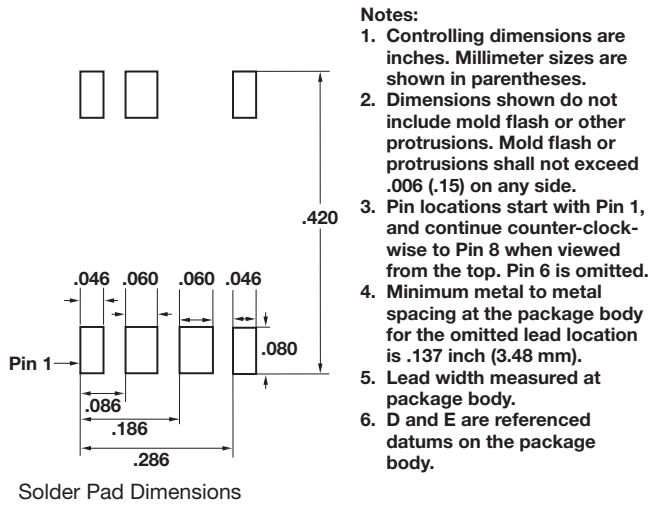 Notes:
1. Controlling dimensions are
inches. Millimeter sizes are
shown in parentheses.
2. Dimensions shown do not
include mold flash or other
protrusions. Mold flash or
protrusions shall not exceed
.006 (.15) on any side.
3. Pin locations start with Pin 1,
and continue counter-clock-
wise to Pin 8 when viewed
from the top. Pin 6 is omitted.
4. Minimum metal to metal
spacing at the package body
for the omitted lead location
is .137 inch (3.48 mm).
5. Lead width measured at
package body.
6. D and E are referenced
datums on the package
body.
.420
.046 .060 .060 .046
.080
Pin 1
.086
.186
.286
Solder Pad Dimensions